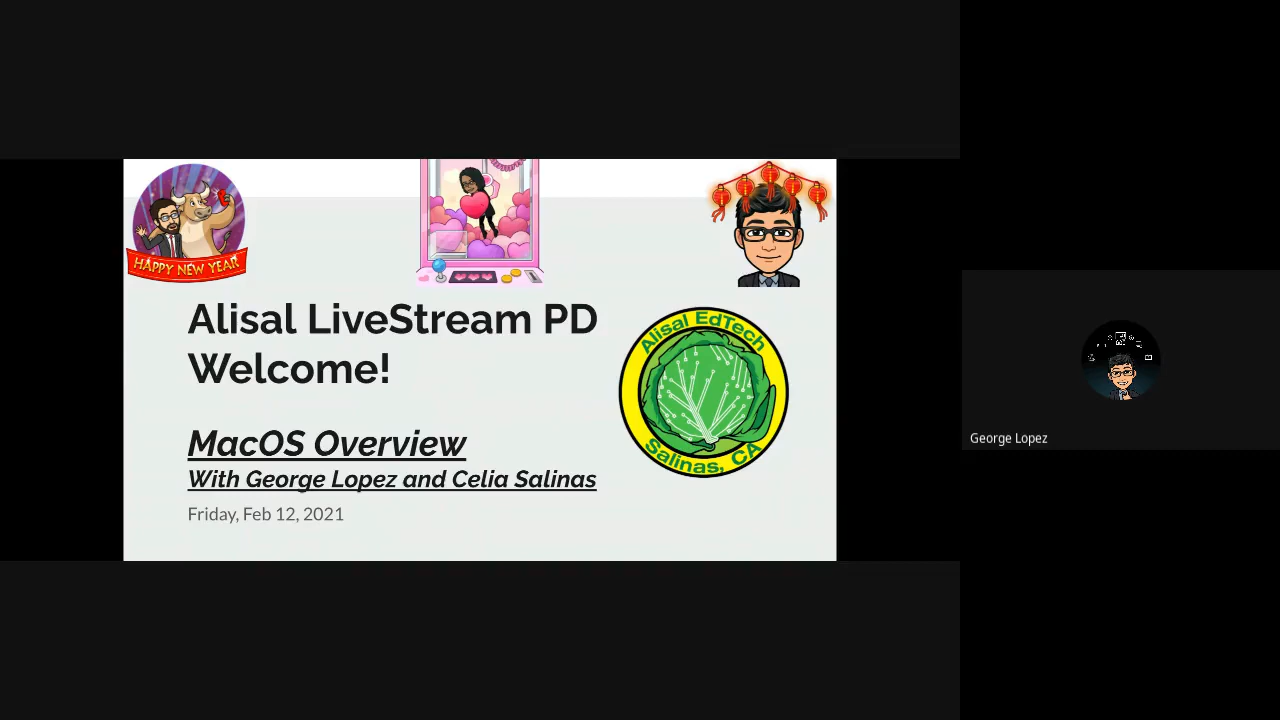 HAPPY NEW YEAR
Alisal LiveStream PD
Welcome!
Alisal EdTech
Salinas, CA
MacOS Overview
With George Lopez and Celia Salinas
Friday, Feb 12, 2021
George Lopez